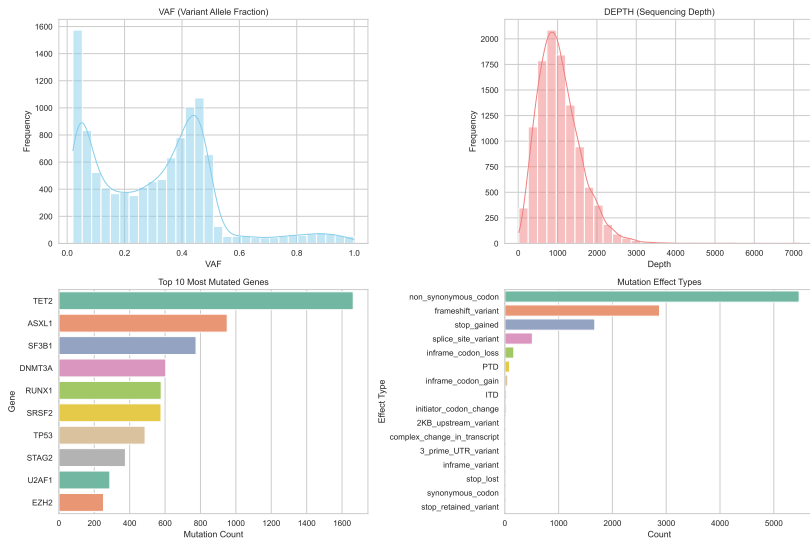 VAF (Variant Allele Fraction)
1600
1400
1200
1000
800
600
400
200
0
Frequency
0.0 0.2 0.4 0.6 0.8 1.0
VAF
DEPTH (Sequencing Depth)
2000
1750
1500
1250
1000
750
500
250
0
Frequency
0 1000 2000 3000 4000 5000 6000 7000
Depth
Top 10 Most Mutated Genes
TET2
ASXL1
SF3B1
DNMT3A
RUNX1
SRSF2
TP53
STAG2
U2AF1
EZH2
Gene
0 200 400 600 800 1000 1200 1400 1600
Mutation Count
Mutation Effect Types
non_synonymous_codon
frameshift_variant
stop_gained
splice_site_variant
inframe_codon_loss
PTD
inframe_codon_gain
ITD
initiator_codon_change
2KB_upstream_variant
complex_change_in_transcript
3_prime_UTR_variant
inframe_variant
stop_lost
synonymous_codon
stop_retained_variant
Effect Type
0 1000 2000 3000 4000 5000
Count